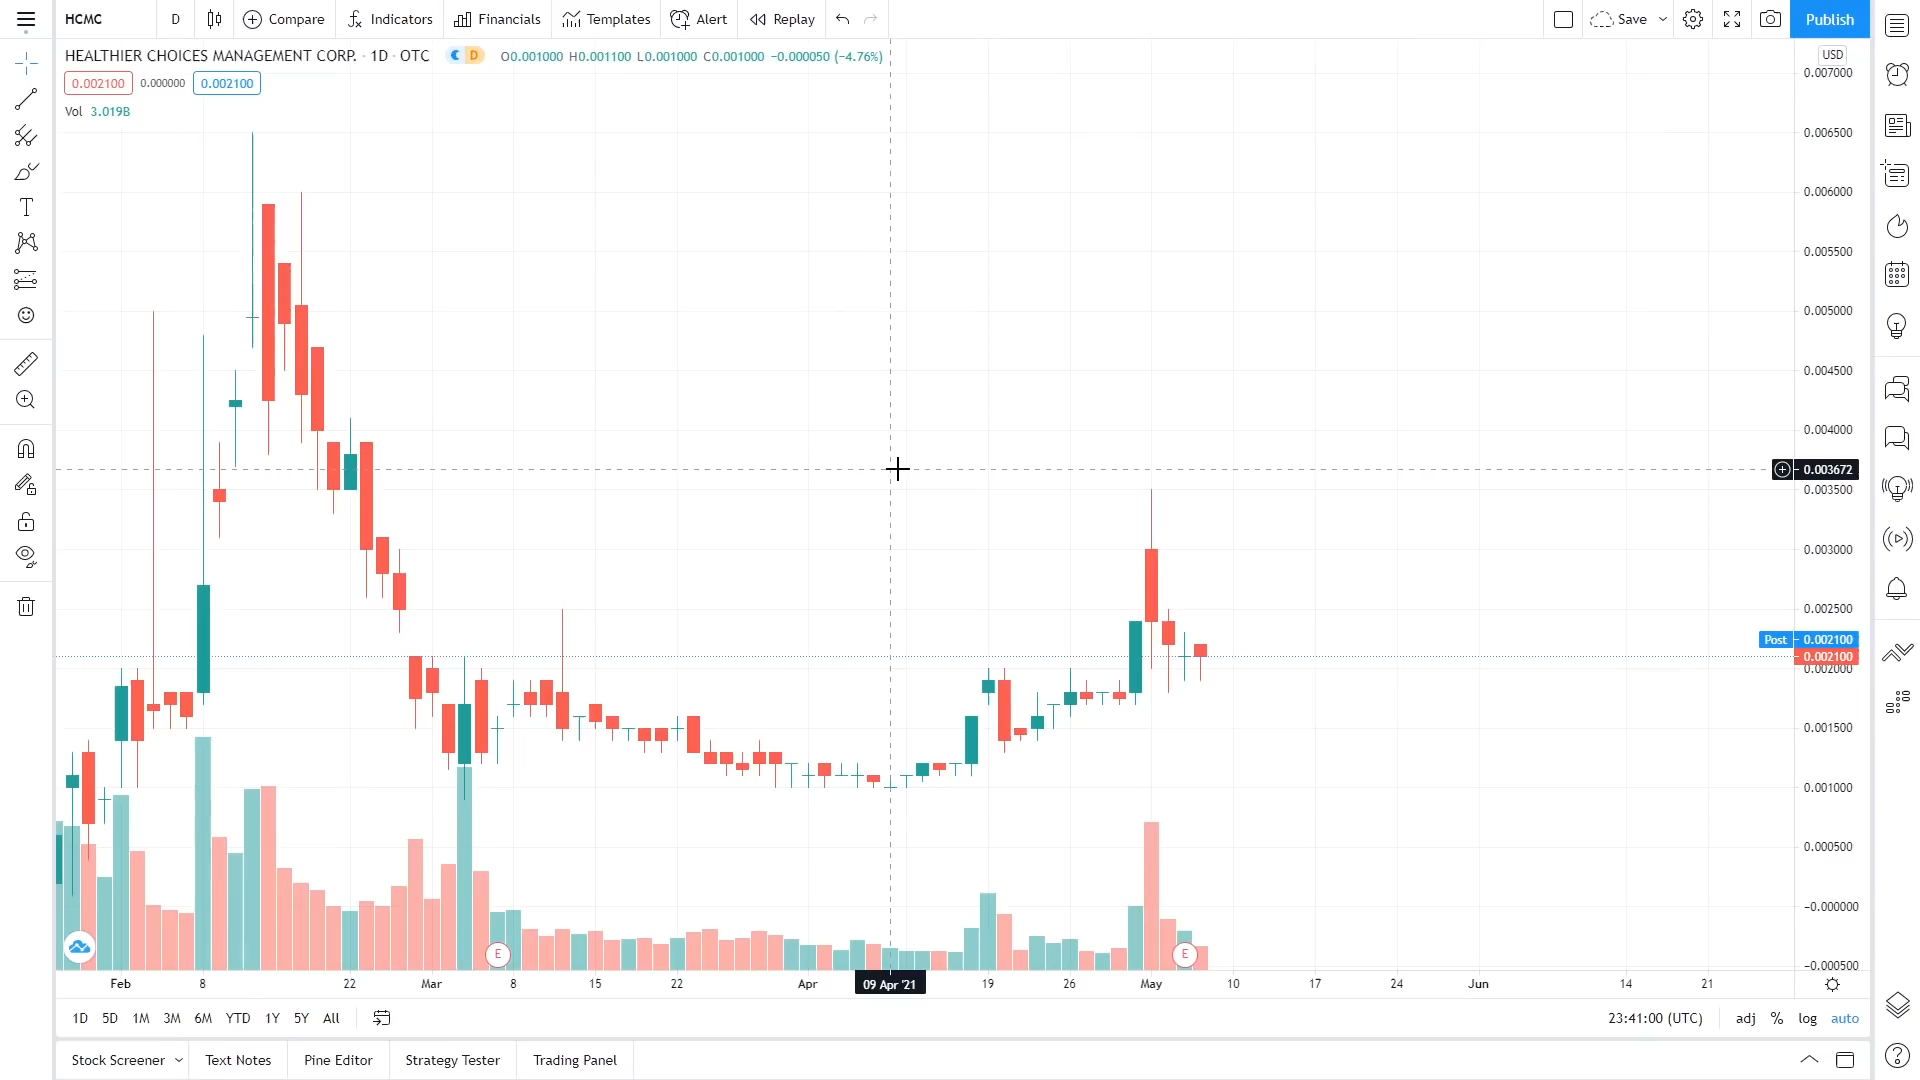 HCMC D Compare Indicators Financials Templates Alert Replay Save Publish
HEALTHIER CHOICES MANAGEMENT CORP. · 1D · OTC D O0.001000 H0.001100 L0.001000 C0.001000 −0.000050 (−4.76%)
0.002100 0.000000 0.002100
Vol 3.019B
USD
0.007000
0.006500
0.006000
0.005500
0.005000
0.004500
0.004000
0.003672
0.003500
0.003000
0.002500
Post 0.002100
0.002100
0.002000
0.001500
0.001000
0.000500
−0.000000
−0.000500
E E
Feb 8 22 Mar 8 15 22 Apr 09 Apr '21 19 26 May 10 17 24 Jun 14 21
1D 5D 1M 3M 6M YTD 1Y 5Y All 23:41:00 (UTC) adj % log auto
Stock Screener Text Notes Pine Editor Strategy Tester Trading Panel